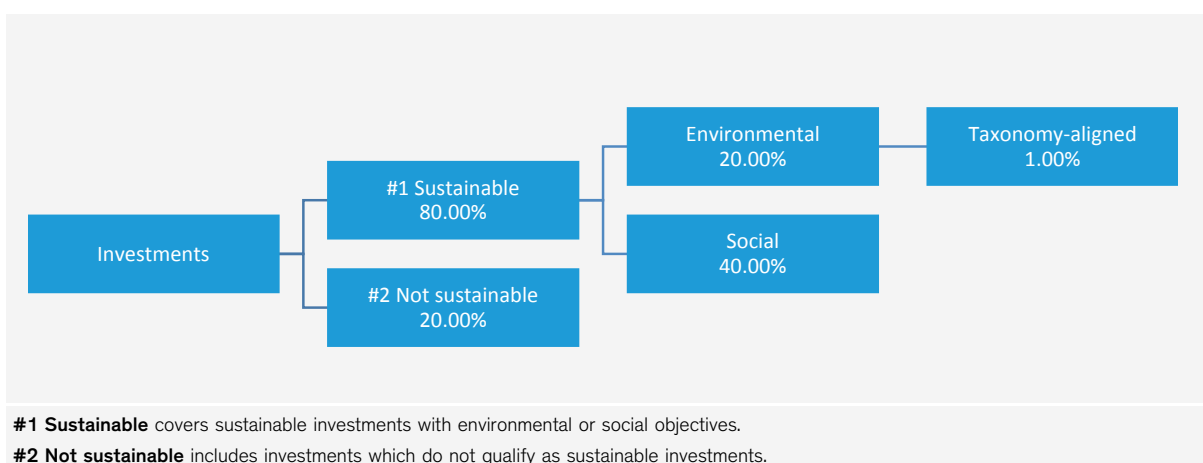 Environmental
20.00%
Taxonomy-aligned
1.00%
#1 Sustainable
80.00%
Social
40.00%
Investments
#2 Not sustainable
20.00%
#1 Sustainable covers sustainable investments with environmental or social objectives.
#2 Not sustainable includes investments which do not qualify as sustainable investments.